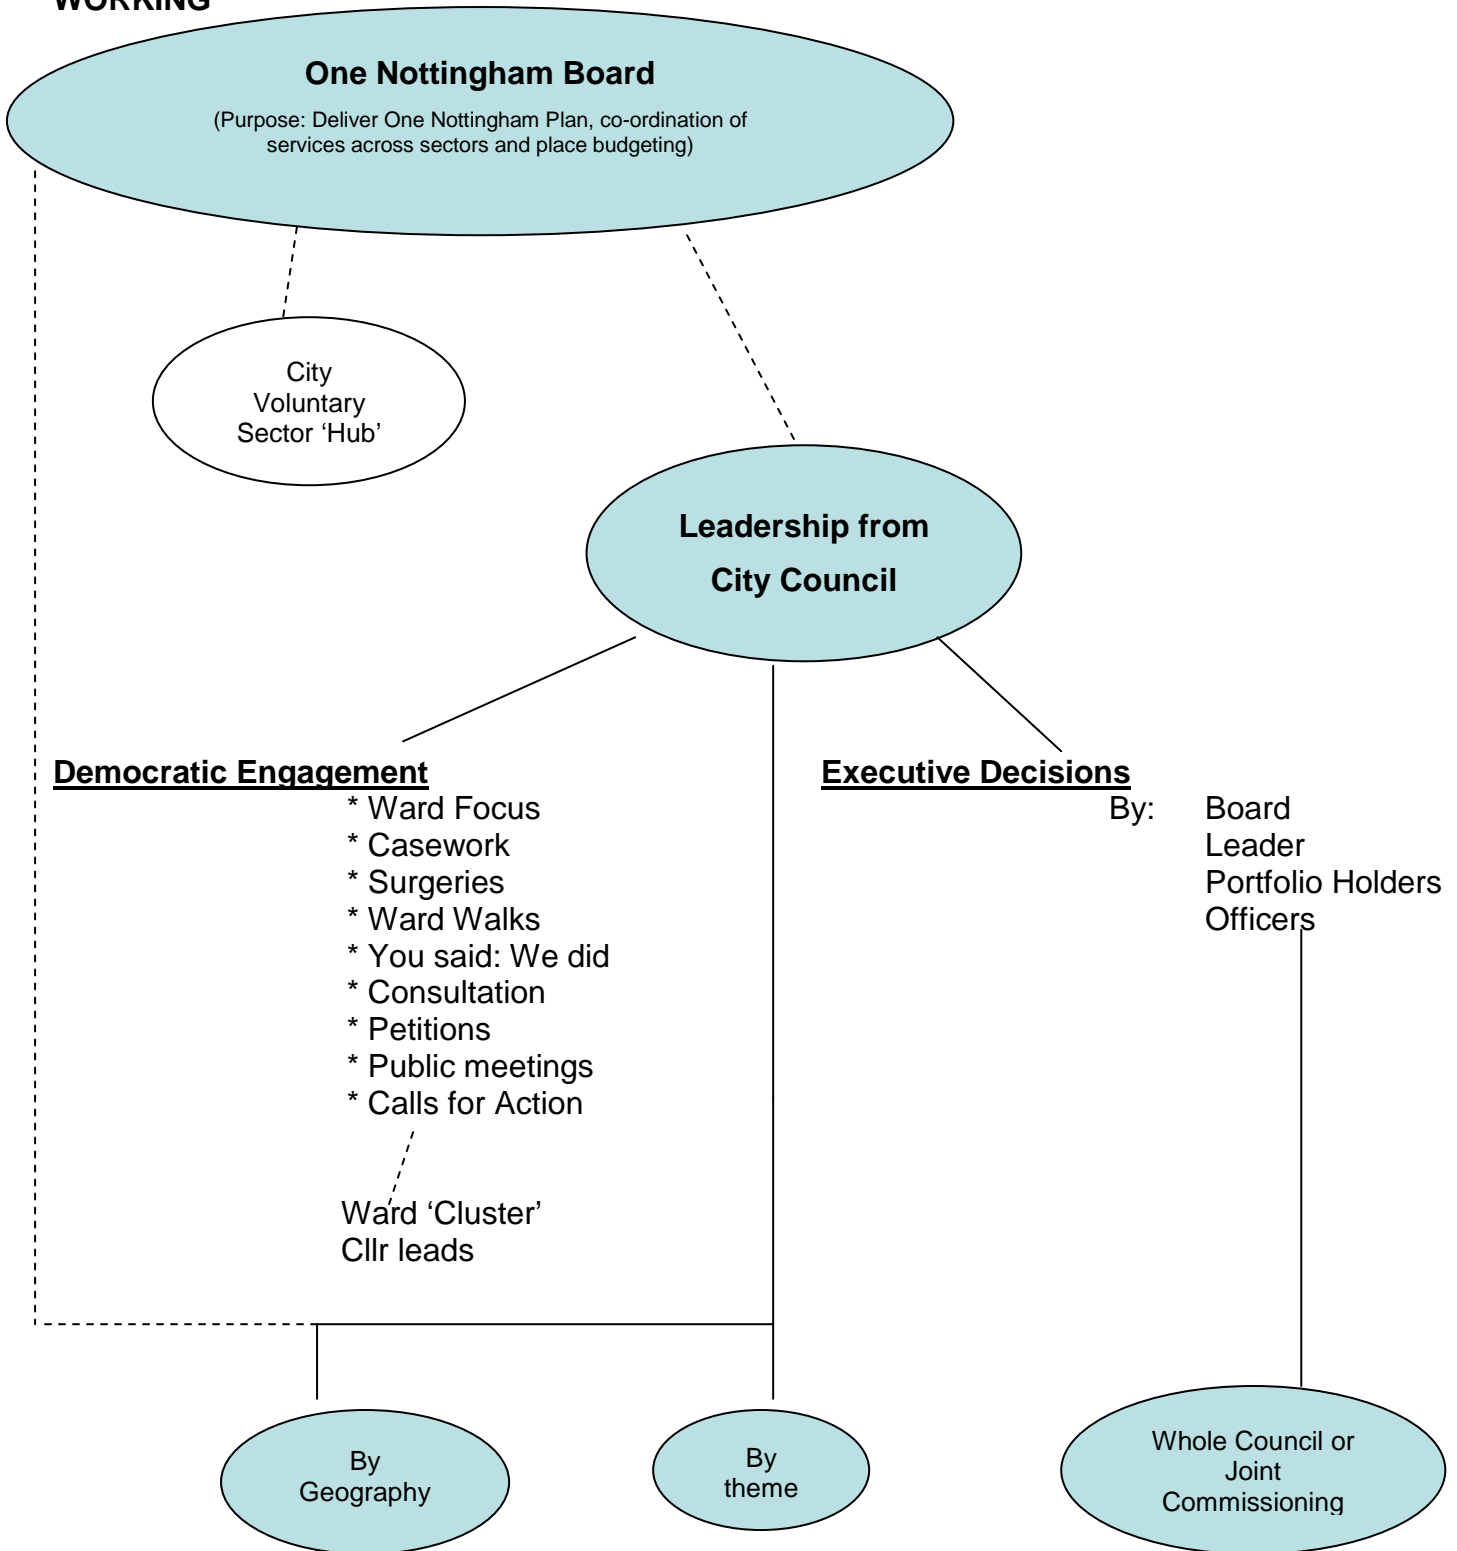 WORKING
One Nottingham Board
(Purpose: Deliver One Nottingham Plan, co-ordination of
services across sectors and place budgeting)
City
Voluntary
Sector ‘Hub’
Leadership from
City Council
Democratic Engagement
* Ward Focus
* Casework
* Surgeries
* Ward Walks
* You said: We did
* Consultation
* Petitions
* Public meetings
* Calls for Action
Ward ‘Cluster’
Cllr leads
Executive Decisions
By: Board
Leader
Portfolio Holders
Officers
By
Geography
By
theme
Whole Council or
Joint
Commissioning